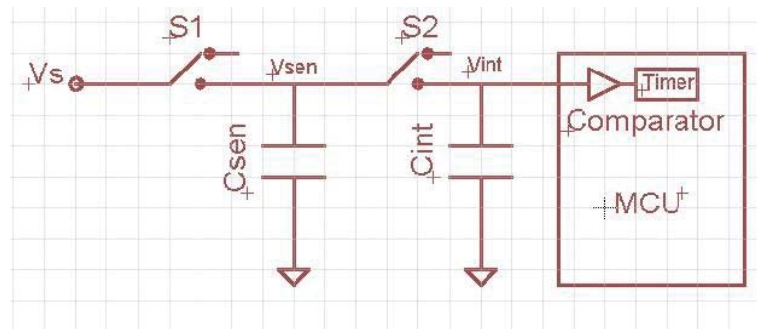 S1
S2
Vs
Vsen
Vint
Timer
Comparator
Csen
Cint
MCU